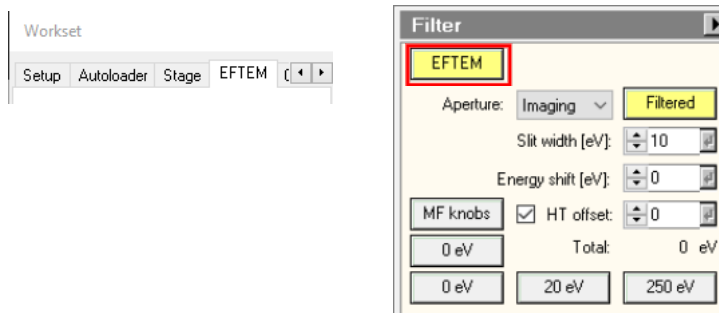 Workset
Setup Autoloader Stage EFTEM
Filter
EFTEM
Aperture: Imaging Filtered
Slit width [eV]: 10
Energy shift [eV]: 0
MF knobs HT offset: 0
0 eV Total: 0 eV
0 eV 20 eV 250 eV